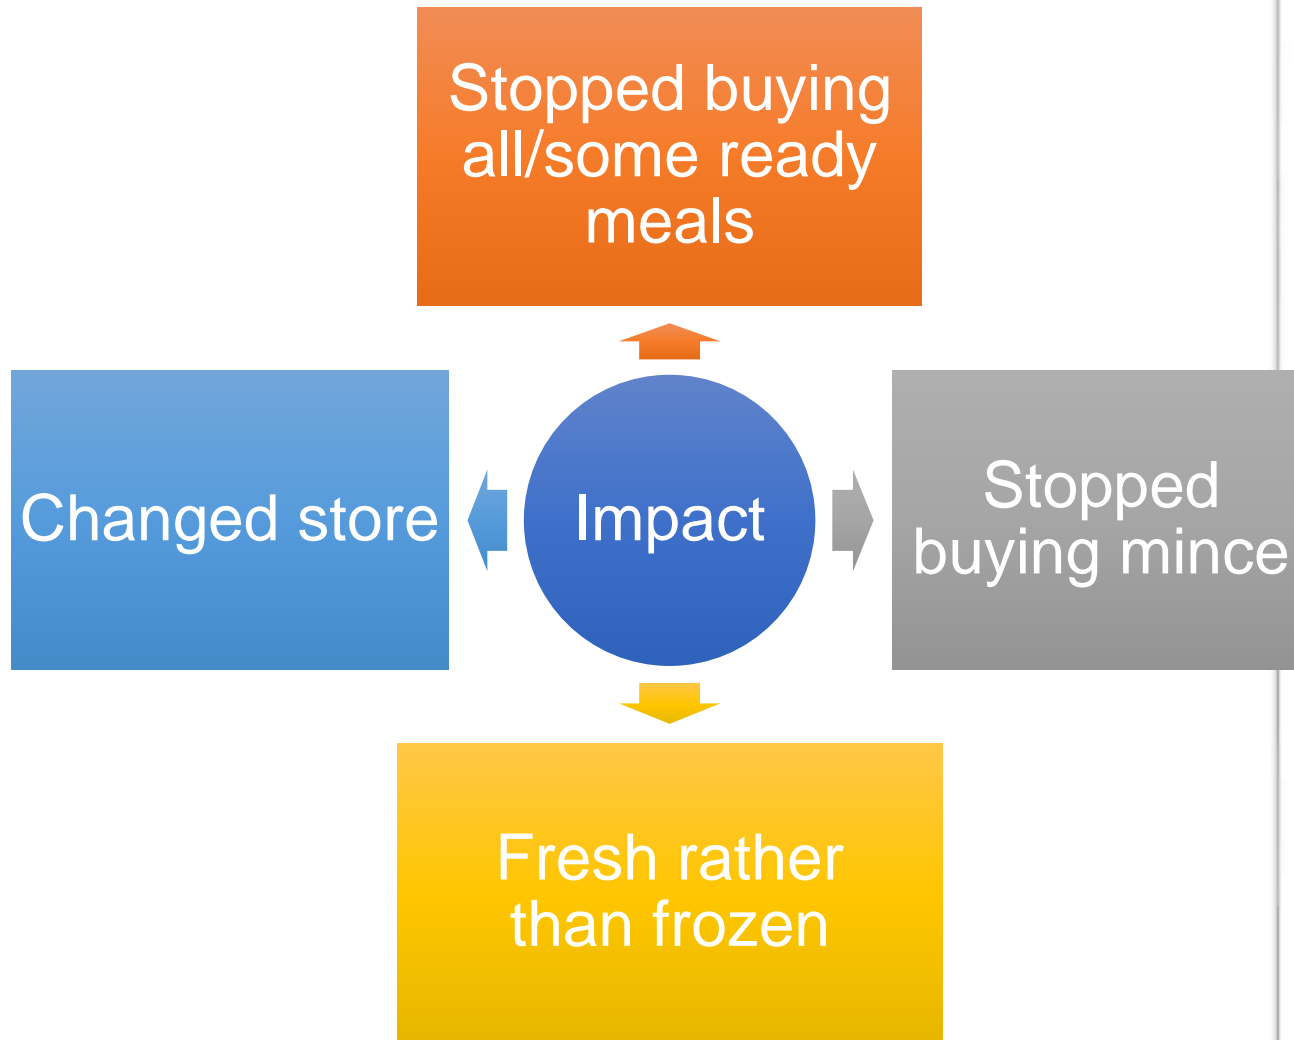 Stopped buying
all/some ready
meals
Changed store
Impact
Stopped
buying mince
Fresh rather
than frozen